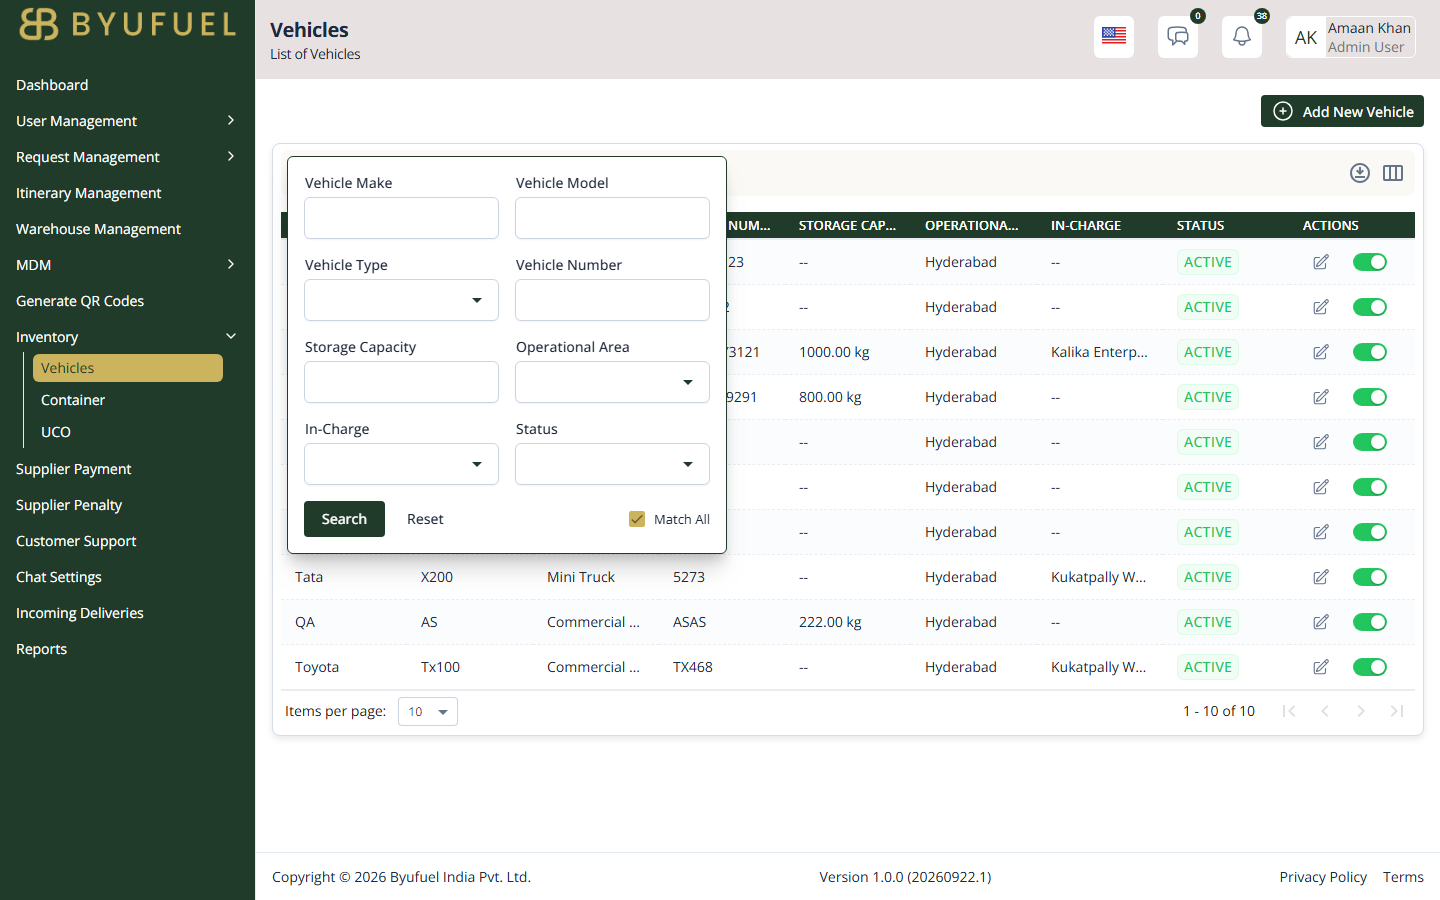 BYUFUEL
Dashboard
User Management
Request Management
Itinerary Management
Warehouse Management
MDM
Generate QR Codes
Inventory
Vehicles
Container
UCO
Supplier Payment
Supplier Penalty
Customer Support
Chat Settings
Incoming Deliveries
Reports
Vehicles
List of Vehicles
0
38
AK
Amaan Khan
Admin User
Add New Vehicle
Vehicle Make
Vehicle Model
Vehicle Type
Vehicle Number
Storage Capacity
Operational Area
In-Charge
Status
Search
Reset
Match All
NUM... STORAGE CAP... OPERATIONA... IN-CHARGE STATUS ACTIONS
23 -- Hyderabad -- ACTIVE
-- Hyderabad -- ACTIVE
3121 1000.00 kg Hyderabad Kalika Enterp... ACTIVE
9291 800.00 kg Hyderabad -- ACTIVE
-- Hyderabad -- ACTIVE
-- Hyderabad -- ACTIVE
-- Hyderabad -- ACTIVE
Tata X200 Mini Truck 5273 -- Hyderabad Kukatpally W... ACTIVE
QA AS Commercial ... ASAS 222.00 kg Hyderabad -- ACTIVE
Toyota Tx100 Commercial ... TX468 -- Hyderabad Kukatpally W... ACTIVE
Items per page: 10
1 - 10 of 10
Copyright © 2026 Byufuel India Pvt. Ltd.
Version 1.0.0 (20260922.1)
Privacy Policy Terms